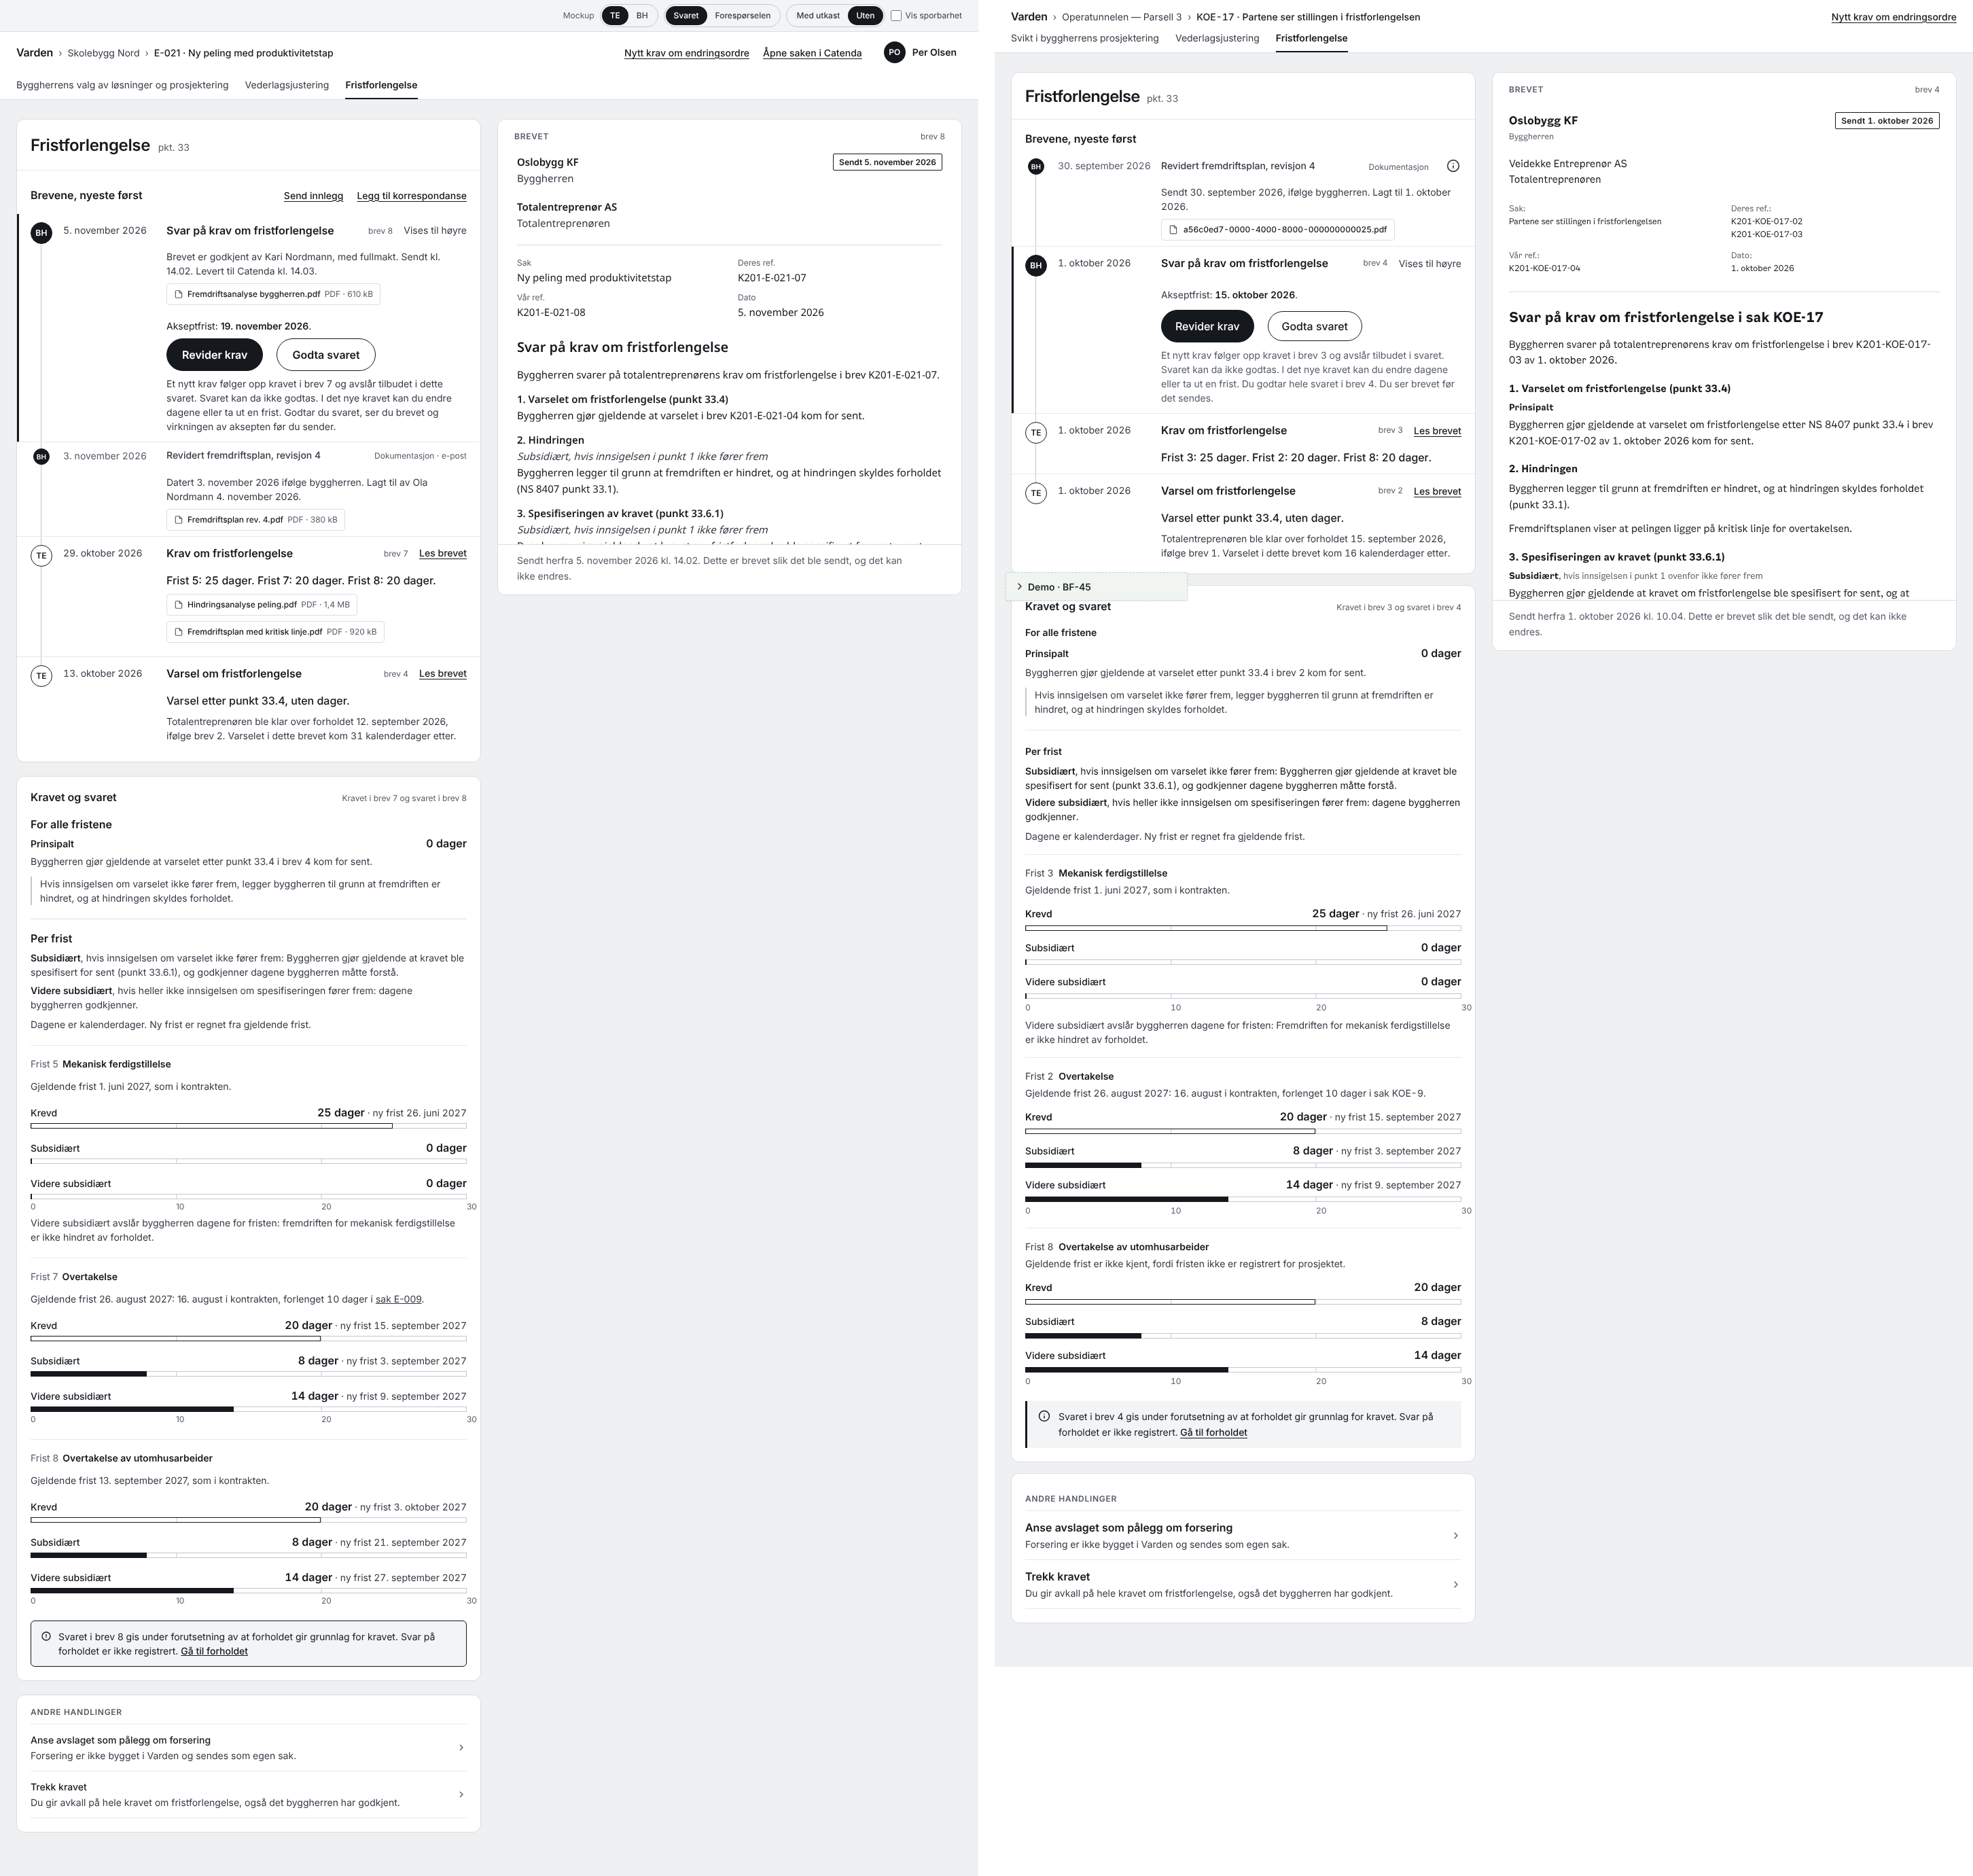 Mockup TE BH Svaret Forespørselen Med utkast Uten Vis sporbarhet
Varden › Skolebygg Nord › E-021 · Ny peling med produktivitetstap
Nytt krav om endringsordre Åpne saken i Catenda PO Per Olsen
Byggherrens valg av løsninger og prosjektering Vederlagsjustering Fristforlengelse
Fristforlengelse pkt. 33
Brevene, nyeste først Send innlegg Legg til korrespondanse
BH 5. november 2026 Svar på krav om fristforlengelse brev 8 Vises til høyre
Brevet er godkjent av Kari Nordmann, med fullmakt. Sendt kl.
14.02. Levert til Catenda kl. 14.03.
Fremdriftsanalyse byggherren.pdf PDF · 610 kB
Akseptfrist: 19. november 2026.
Revider krav Godta svaret
Et nytt krav følger opp kravet i brev 7 og avslår tilbudet i dette
svaret. Svaret kan da ikke godtas. I det nye kravet kan du endre
dagene eller ta ut en frist. Godtar du svaret, ser du brevet og
virkningen av aksepten før du sender.
BH 3. november 2026 Revidert fremdriftsplan, revisjon 4 Dokumentasjon · e-post
Datert 3. november 2026 ifølge byggherren. Lagt til av Ola
Nordmann 4. november 2026.
Fremdriftsplan rev. 4.pdf PDF · 380 kB
TE 29. oktober 2026 Krav om fristforlengelse brev 7 Les brevet
Frist 5: 25 dager. Frist 7: 20 dager. Frist 8: 20 dager.
Hindringsanalyse peling.pdf PDF · 1,4 MB
Fremdriftsplan med kritisk linje.pdf PDF · 920 kB
TE 13. oktober 2026 Varsel om fristforlengelse brev 4 Les brevet
Varsel etter punkt 33.4, uten dager.
Totalentreprenøren ble klar over forholdet 12. september 2026,
ifølge brev 2. Varselet i dette brevet kom 31 kalenderdager etter.
Kravet og svaret Kravet i brev 7 og svaret i brev 8
For alle fristene
Prinsipalt 0 dager
Byggherren gjør gjeldende at varselet etter punkt 33.4 i brev 4 kom for sent.
Hvis innsigelsen om varselet ikke fører frem, legger byggherren til grunn at fremdriften er
hindret, og at hindringen skyldes forholdet.
Per frist
Subsidiært, hvis innsigelsen om varselet ikke fører frem: Byggherren gjør gjeldende at kravet ble
spesifisert for sent (punkt 33.6.1), og godkjenner dagene byggherren måtte forstå.
Videre subsidiært, hvis heller ikke innsigelsen om spesifiseringen fører frem: dagene
byggherren godkjenner.
Dagene er kalenderdager. Ny frist er regnet fra gjeldende frist.
Frist 5 Mekanisk ferdigstillelse
Gjeldende frist 1. juni 2027, som i kontrakten.
Krevd 25 dager · ny frist 26. juni 2027
Subsidiært 0 dager
Videre subsidiært 0 dager
0 10 20 30
Videre subsidiært avslår byggherren dagene for fristen: fremdriften for mekanisk ferdigstillelse
er ikke hindret av forholdet.
Frist 7 Overtakelse
Gjeldende frist 26. august 2027: 16. august i kontrakten, forlenget 10 dager i sak E-009.
Krevd 20 dager · ny frist 15. september 2027
Subsidiært 8 dager · ny frist 3. september 2027
Videre subsidiært 14 dager · ny frist 9. september 2027
0 10 20 30
Frist 8 Overtakelse av utomhusarbeider
Gjeldende frist 13. september 2027, som i kontrakten.
Krevd 20 dager · ny frist 3. oktober 2027
Subsidiært 8 dager · ny frist 21. september 2027
Videre subsidiært 14 dager · ny frist 27. september 2027
0 10 20 30
Svaret i brev 8 gis under forutsetning av at forholdet gir grunnlag for kravet. Svar på
forholdet er ikke registrert. Gå til forholdet
ANDRE HANDLINGER
Anse avslaget som pålegg om forsering
Forsering er ikke bygget i Varden og sendes som egen sak.
Trekk kravet
Du gir avkall på hele kravet om fristforlengelse, også det byggherren har godkjent.
BREVET brev 8
Oslobygg KF Sendt 5. november 2026
Byggherren
Totalentreprenør AS
Totalentreprenøren
Sak Deres ref.
Ny peling med produktivitetstap K201-E-021-07
Vår ref. Dato
K201-E-021-08 5. november 2026
Svar på krav om fristforlengelse
Byggherren svarer på totalentreprenørens krav om fristforlengelse i brev K201-E-021-07.
1. Varselet om fristforlengelse (punkt 33.4)
Byggherren gjør gjeldende at varselet i brev K201-E-021-04 kom for sent.
2. Hindringen
Subsidiært, hvis innsigelsen i punkt 1 ikke fører frem
Byggherren legger til grunn at fremdriften er hindret, og at hindringen skyldes forholdet
(NS 8407 punkt 33.1).
3. Spesifiseringen av kravet (punkt 33.6.1)
Subsidiært, hvis innsigelsen i punkt 1 ikke fører frem
Sendt herfra 5. november 2026 kl. 14.02. Dette er brevet slik det ble sendt, og det kan
ikke endres.
Varden › Operatunnelen — Parsell 3 › KOE-17 · Partene ser stillingen i fristforlengelsen Nytt krav om endringsordre
Svikt i byggherrens prosjektering Vederlagsjustering Fristforlengelse
Fristforlengelse pkt. 33
Brevene, nyeste først
BH 30. september 2026 Revidert fremdriftsplan, revisjon 4 Dokumentasjon
Sendt 30. september 2026, ifølge byggherren. Lagt til 1. oktober
2026.
a56c0ed7-0000-4000-8000-000000000025.pdf
BH 1. oktober 2026 Svar på krav om fristforlengelse brev 4 Vises til høyre
Akseptfrist: 15. oktober 2026.
Revider krav Godta svaret
Et nytt krav følger opp kravet i brev 3 og avslår tilbudet i svaret.
Svaret kan da ikke godtas. I det nye kravet kan du endre dagene
eller ta ut en frist. Du godtar hele svaret i brev 4. Du ser brevet før
det sendes.
TE 1. oktober 2026 Krav om fristforlengelse brev 3 Les brevet
Frist 3: 25 dager. Frist 2: 20 dager. Frist 8: 20 dager.
TE 1. oktober 2026 Varsel om fristforlengelse brev 2 Les brevet
Varsel etter punkt 33.4, uten dager.
Totalentreprenøren ble klar over forholdet 15. september 2026,
ifølge brev 1. Varselet i dette brevet kom 16 kalenderdager etter.
Demo · BF-45
Kravet og svaret Kravet i brev 3 og svaret i brev 4
For alle fristene
Prinsipalt 0 dager
Byggherren gjør gjeldende at varselet etter punkt 33.4 i brev 2 kom for sent.
Hvis innsigelsen om varselet ikke fører frem, legger byggherren til grunn at fremdriften er
hindret, og at hindringen skyldes forholdet.
Per frist
Subsidiært, hvis innsigelsen om varselet ikke fører frem: Byggherren gjør gjeldende at kravet ble
spesifisert for sent (punkt 33.6.1), og godkjenner dagene byggherren måtte forstå.
Videre subsidiært, hvis heller ikke innsigelsen om spesifiseringen fører frem: dagene byggherren
godkjenner.
Dagene er kalenderdager. Ny frist er regnet fra gjeldende frist.
Frist 3 Mekanisk ferdigstillelse
Gjeldende frist 1. juni 2027, som i kontrakten.
Krevd 25 dager · ny frist 26. juni 2027
Subsidiært 0 dager
Videre subsidiært 0 dager
0 10 20 30
Videre subsidiært avslår byggherren dagene for fristen: Fremdriften for mekanisk ferdigstillelse
er ikke hindret av forholdet.
Frist 2 Overtakelse
Gjeldende frist 26. august 2027: 16. august i kontrakten, forlenget 10 dager i sak KOE-9.
Krevd 20 dager · ny frist 15. september 2027
Subsidiært 8 dager · ny frist 3. september 2027
Videre subsidiært 14 dager · ny frist 9. september 2027
0 10 20 30
Frist 8 Overtakelse av utomhusarbeider
Gjeldende frist er ikke kjent, fordi fristen ikke er registrert for prosjektet.
Krevd 20 dager
Subsidiært 8 dager
Videre subsidiært 14 dager
0 10 20 30
Svaret i brev 4 gis under forutsetning av at forholdet gir grunnlag for kravet. Svar på
forholdet er ikke registrert. Gå til forholdet
ANDRE HANDLINGER
Anse avslaget som pålegg om forsering
Forsering er ikke bygget i Varden og sendes som egen sak.
Trekk kravet
Du gir avkall på hele kravet om fristforlengelse, også det byggherren har godkjent.
BREVET brev 4
Oslobygg KF Sendt 1. oktober 2026
Byggherren
Veidekke Entreprenør AS
Totalentreprenøren
Sak: Deres ref.:
Partene ser stillingen i fristforlengelsen K201-KOE-017-02
K201-KOE-017-03
Vår ref.: Dato:
K201-KOE-017-04 1. oktober 2026
Svar på krav om fristforlengelse i sak KOE-17
Byggherren svarer på totalentreprenørens krav om fristforlengelse i brev K201-KOE-017-
03 av 1. oktober 2026.
1. Varselet om fristforlengelse (punkt 33.4)
Prinsipalt
Byggherren gjør gjeldende at varselet om fristforlengelse etter NS 8407 punkt 33.4 i brev
K201-KOE-017-02 av 1. oktober 2026 kom for sent.
2. Hindringen
Byggherren legger til grunn at fremdriften er hindret, og at hindringen skyldes forholdet
(punkt 33.1).
Fremdriftsplanen viser at pelingen ligger på kritisk linje for overtakelsen.
3. Spesifiseringen av kravet (punkt 33.6.1)
Subsidiært, hvis innsigelsen i punkt 1 ovenfor ikke fører frem
Byggherren gjør gjeldende at kravet om fristforlengelse ble spesifisert for sent, og at
Sendt herfra 1. oktober 2026 kl. 10.04. Dette er brevet slik det ble sendt, og det kan ikke
endres.